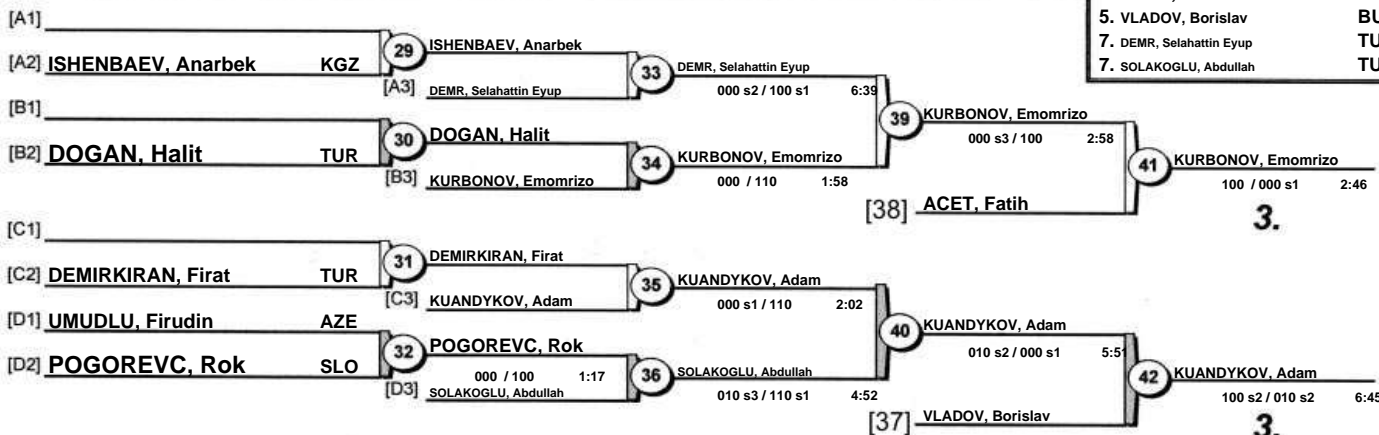 5. VLADOV, Borislav BU
7. DEMR, Selahattin Eyup TU
7. SOLAKOGLU, Abdullah TU
[A1]
[A2] ISHENBAEV, Anarbek KGZ
29
ISHENBAEV, Anarbek
[A3] DEMR, Selahattin Eyup
33
DEMR, Selahattin Eyup
000 s2 / 100 s1 6:39
[B1]
[B2] DOGAN, Halit TUR
30
DOGAN, Halit
[B3] KURBONOV, Emomrizo
34
KURBONOV, Emomrizo
000 / 110 1:58
39
KURBONOV, Emomrizo
000 s3 / 100 2:58
[38] ACET, Fatih
41
KURBONOV, Emomrizo
100 / 000 s1 2:46
3.
[C1]
[C2] DEMIRKIRAN, Firat TUR
31
DEMIRKIRAN, Firat
[C3] KUANDYKOV, Adam
35
KUANDYKOV, Adam
000 s1 / 110 2:02
[D1] UMUDLU, Firudin AZE
[D2] POGOREVC, Rok SLO
32
POGOREVC, Rok
000 / 100 1:17
[D3] SOLAKOGLU, Abdullah
36
SOLAKOGLU, Abdullah
010 s3 / 110 s1 4:52
40
KUANDYKOV, Adam
010 s2 / 000 s1 5:51
[37] VLADOV, Borislav
42
KUANDYKOV, Adam
100 s2 / 010 s2 6:45
3.